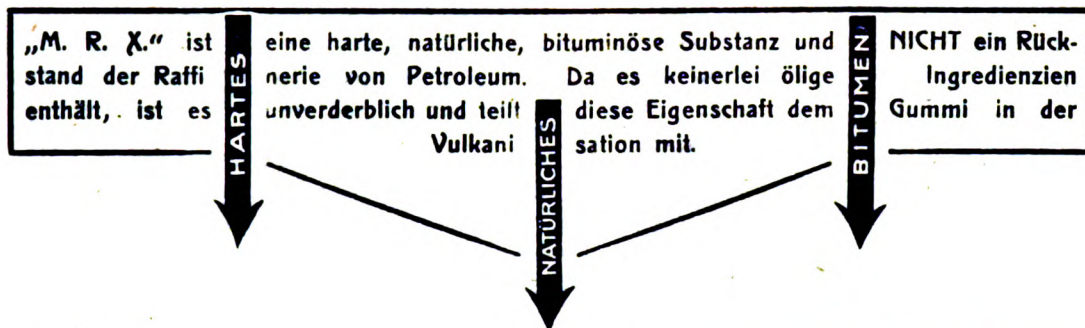 „M. R. X.“ ist eine harte, natürliche, bituminöse Substanz und NICHT ein Rück-
stand der Raffi nerie von Petroleum. Da es keinerlei ölige Ingredienzien
enthält, ist es unverderblich und teilt diese Eigenschaft dem Gummi in der
Vulkani sation mit.
HARTES
NATÜRLICHES
BITUMEN